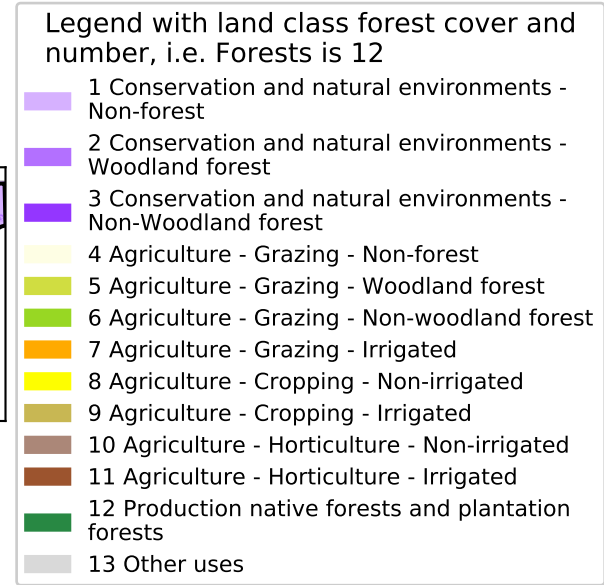 Legend with land class forest cover and
number, i.e. Forests is 12
1 Conservation and natural environments -
Non-forest
2 Conservation and natural environments -
Woodland forest
3 Conservation and natural environments -
Non-Woodland forest
4 Agriculture - Grazing - Non-forest
5 Agriculture - Grazing - Woodland forest
6 Agriculture - Grazing - Non-woodland forest
7 Agriculture - Grazing - Irrigated
8 Agriculture - Cropping - Non-irrigated
9 Agriculture - Cropping - Irrigated
10 Agriculture - Horticulture - Non-irrigated
11 Agriculture - Horticulture - Irrigated
12 Production native forests and plantation
forests
13 Other uses